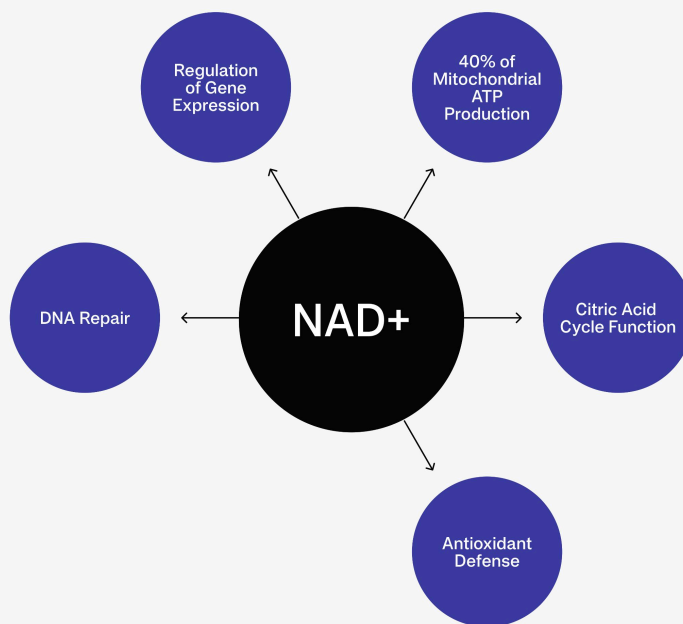 Regulation
of Gene
Expression
40% of
Mitochondrial
ATP
Production
DNA Repair
NAD+
Citric Acid
Cycle Function
Antioxidant
Defense